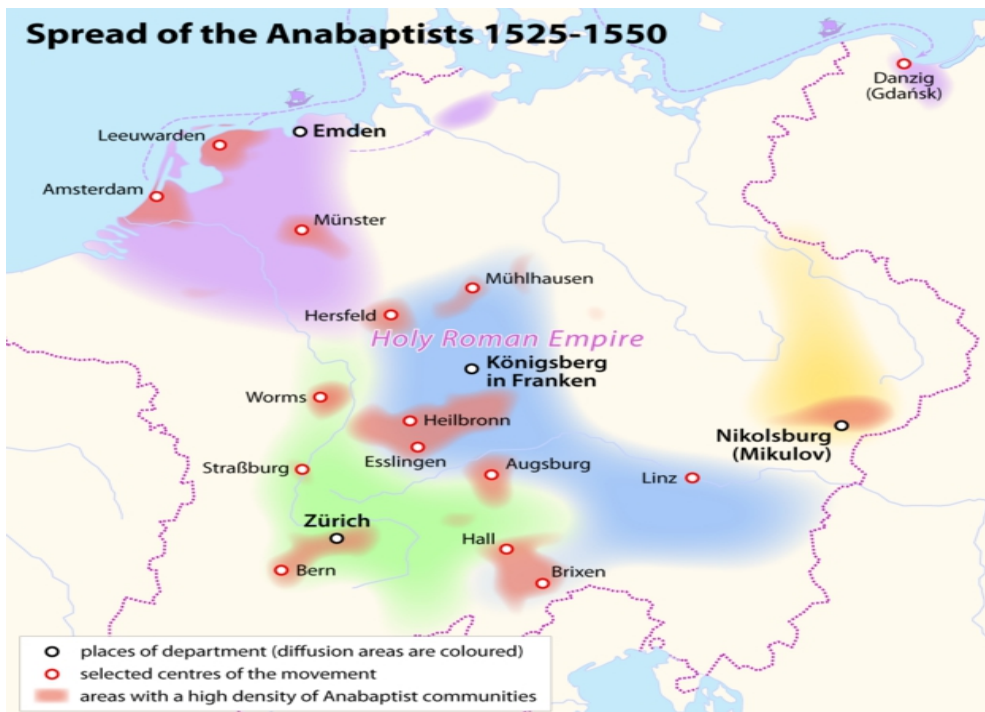 Spread of the Anabaptists 1525-1550
Danzig
(Gdańsk)
Leeuwarden
Emden
Amsterdam
Münster
Mühlhausen
Hersfeld
Holy Roman Empire
Königsberg
in Franken
Worms
Heilbronn
Nikolsburg
(Mikulov)
Esslingen
Straßburg
Augsburg
Linz
Zürich
Hall
Bern
Brixen
places of department (diffusion areas are coloured)
selected centres of the movement
areas with a high density of Anabaptist communities